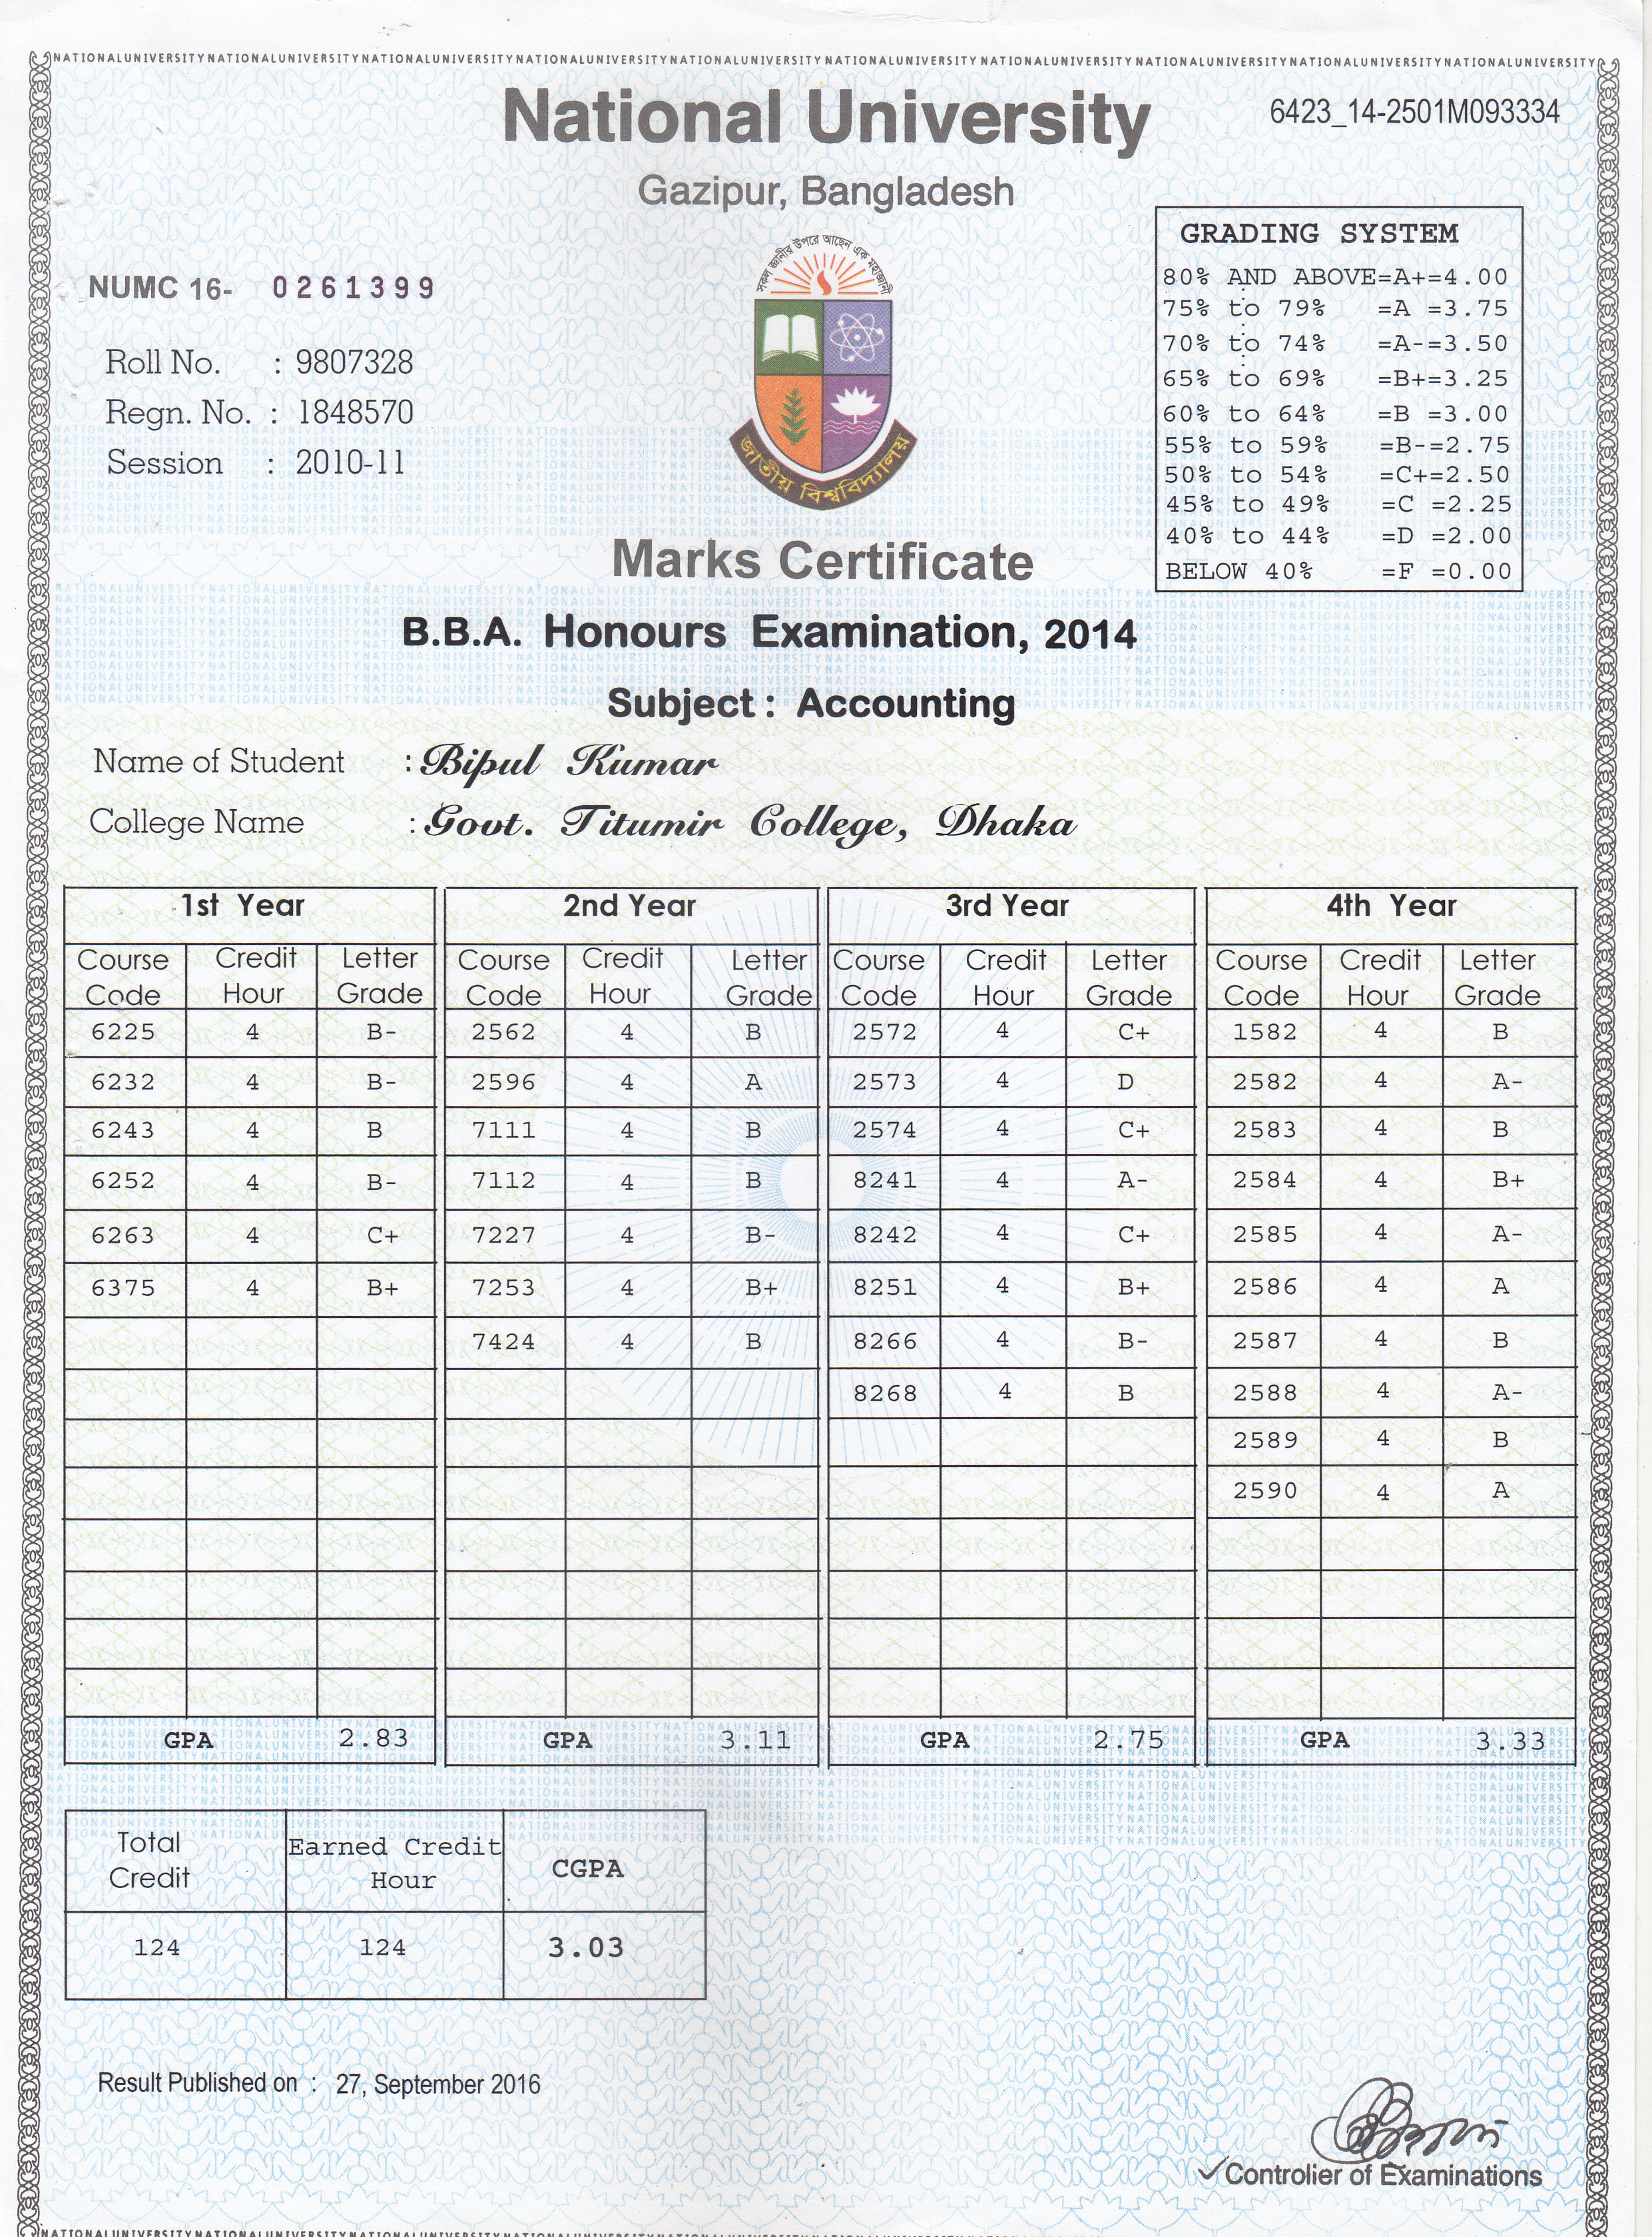 NATIONALUNIVERSITYNATIONALUNIVERSITYNATIONALUNIVERSITYNATIONALUNIVERSITYNATIONALUNIVERSITYNATIONALUNIVERSITYNATIONALUNIVERSITYNATIONALUNIVERSITYNATIONALUNIVERSITYNATIONALUNIVERSITY
National University
6423_14-2501M093334
Gazipur, Bangladesh
সকল জ্ঞানীর উপরে আছেন এক মহাজ্ঞানী
জাতীয় বিশ্ববিদ্যালয়
NUMC 16- 0261399
Roll No. : 9807328
Regn. No. : 1848570
Session : 2010-11
GRADING SYSTEM
80% AND ABOVE=A+=4.00
75% to 79% =A =3.75
70% to 74% =A-=3.50
65% to 69% =B+=3.25
60% to 64% =B =3.00
55% to 59% =B-=2.75
50% to 54% =C+=2.50
45% to 49% =C =2.25
40% to 44% =D =2.00
BELOW 40% =F =0.00
Marks Certificate
B.B.A. Honours Examination, 2014
Subject : Accounting
Name of Student : Bipul Kumar
College Name : Govt. Titumir College, Dhaka
1st Year 2nd Year 3rd Year 4th Year
Course Credit Letter Course Credit Letter Course Credit Letter Course Credit Letter
Code Hour Grade Code Hour Grade Code Hour Grade Code Hour Grade
6225 4 B- 2562 4 B 2572 4 C+ 1582 4 B
6232 4 B- 2596 4 A 2573 4 D 2582 4 A-
6243 4 B 7111 4 B 2574 4 C+ 2583 4 B
6252 4 B- 7112 4 B 8241 4 A- 2584 4 B+
6263 4 C+ 7227 4 B- 8242 4 C+ 2585 4 A-
6375 4 B+ 7253 4 B+ 8251 4 B+ 2586 4 A
7424 4 B 8266 4 B- 2587 4 B
8268 4 B 2588 4 A-
2589 4 B
2590 4 A
GPA 2.83 GPA 3.11 GPA 2.75 GPA 3.33
Total Credit Earned Credit Hour CGPA
124 124 3.03
Result Published on : 27, September 2016
Controller of Examinations